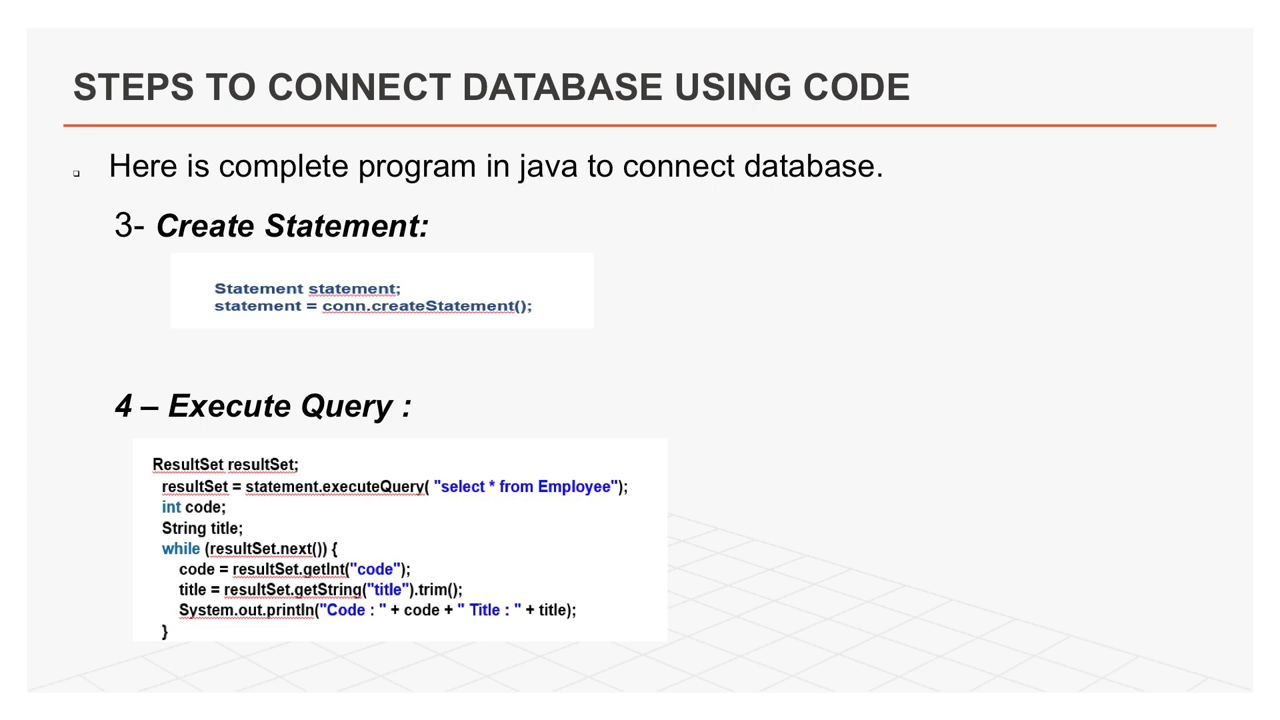 STEPS TO CONNECT DATABASE USING CODE
Here is complete program in java to connect database.
3- Create Statement:
Statement statement;
statement = conn.createStatement();
4 – Execute Query :
ResultSet resultSet;
resultSet = statement.executeQuery( "select * from Employee");
int code;
String title;
while (resultSet.next()) {
code = resultSet.getInt("code");
title = resultSet.getString("title").trim();
System.out.println("Code : " + code + " Title : " + title);
}